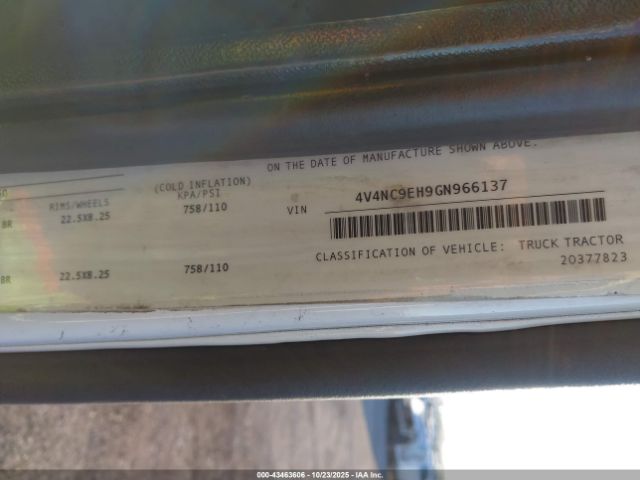 ON THE DATE OF MANUFACTURE SHOWN ABOVE.
(COLD INFLATION)
RIMS/WHEELS KPA/PSI
BR 22.5X8.25 758/110 VIN 4V4NC9EH9GN966137
CLASSIFICATION OF VEHICLE: TRUCK TRACTOR
BR 22.5X8.25 758/110 20377823
000-43463606 - 10/23/2025 - IAA Inc.